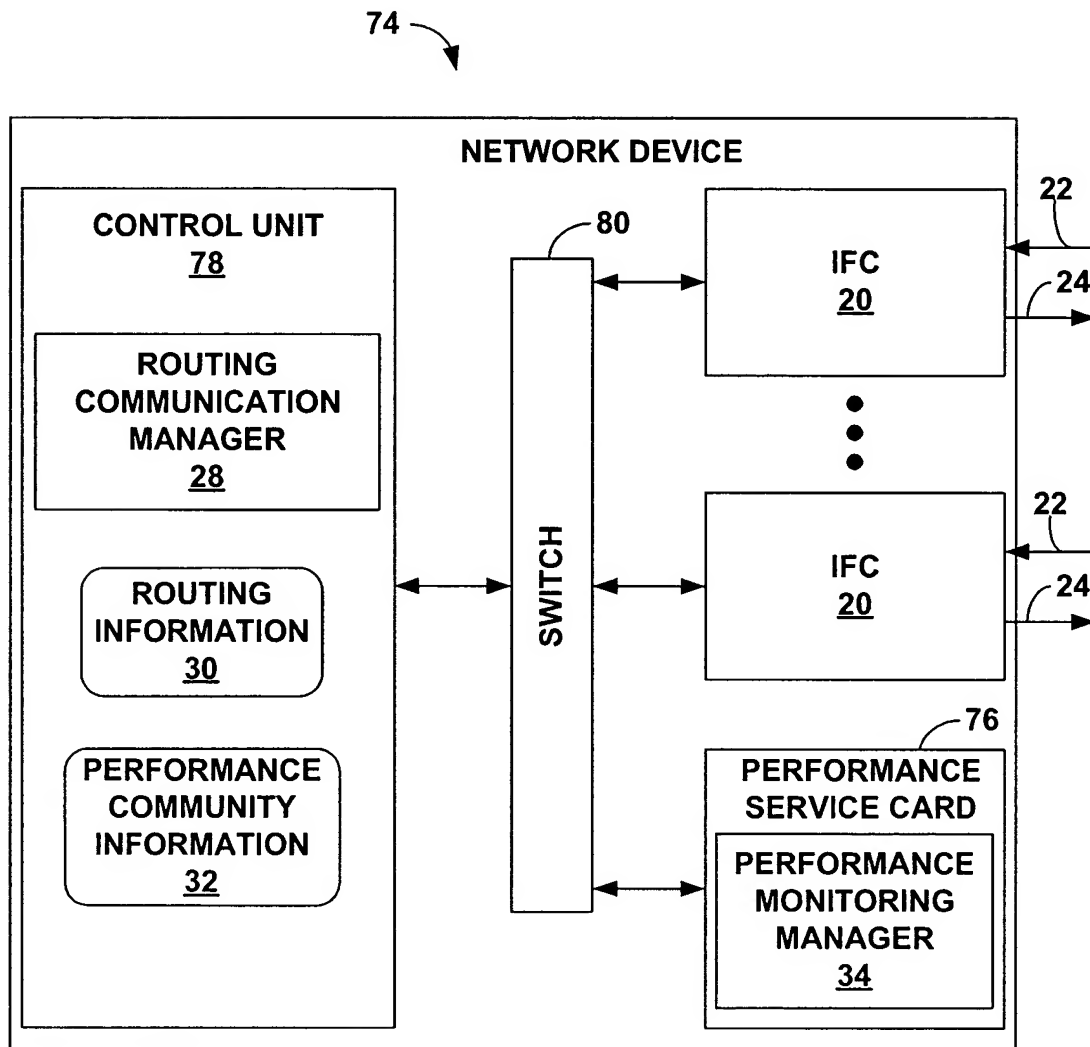 74
NETWORK DEVICE
CONTROL UNIT
78
ROUTING
COMMUNICATION
MANAGER
28
ROUTING
INFORMATION
30
PERFORMANCE
COMMUNITY
INFORMATION
32
80
SWITCH
IFC
20
22
24
IFC
20
22
24
76
PERFORMANCE
SERVICE CARD
PERFORMANCE
MONITORING
MANAGER
34